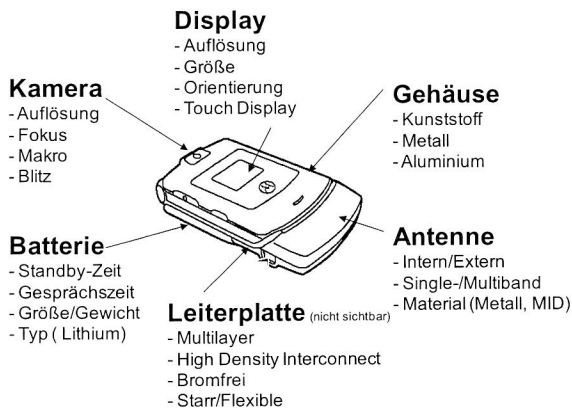 Display
- Auflösung
- Größe
- Orientierung
- Touch Display
Kamera
- Auflösung
- Fokus
- Makro
- Blitz
Gehäuse
- Kunststoff
- Metall
- Aluminium
Batterie
- Standby-Zeit
- Gesprächszeit
- Größe/Gewicht
- Typ ( Lithium)
Leiterplatte (nicht sichtbar)
- Multilayer
- High Density Interconnect
- Bromfrei
- Starr/Flexible
Antenne
- Intern/Extern
- Single-/Multiband
- Material (Metall, MID)